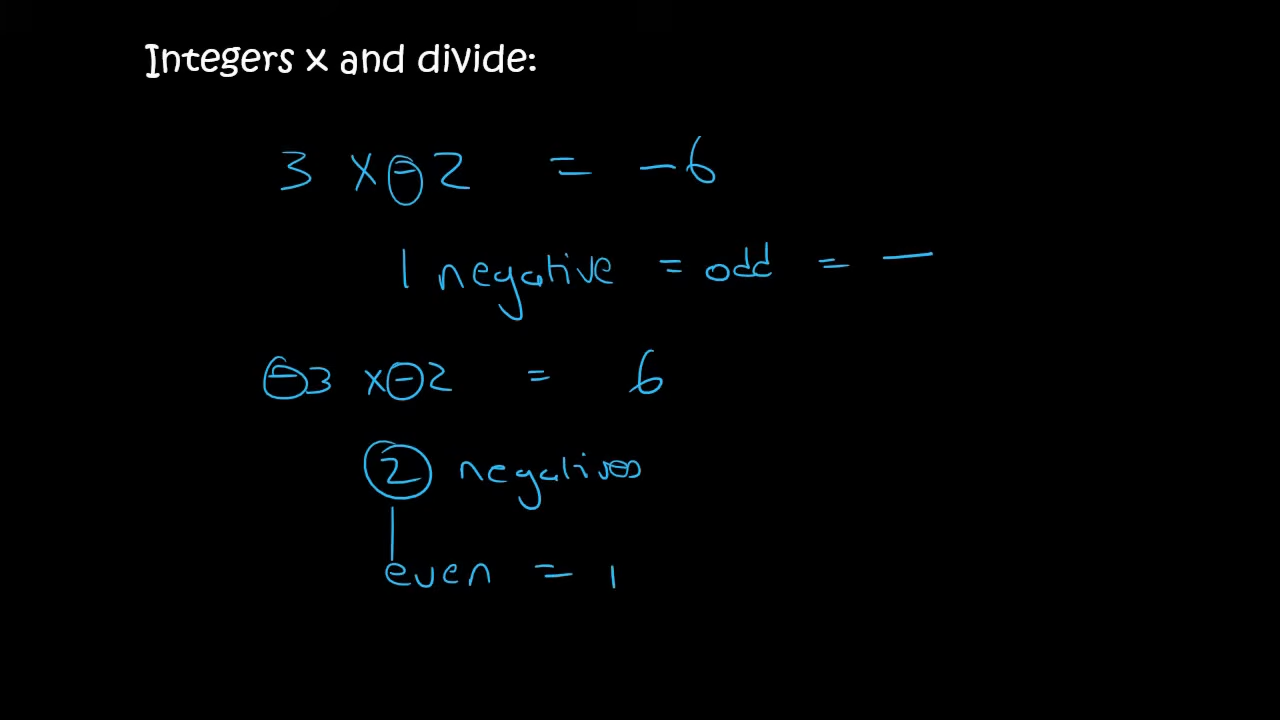 Integers x and divide:
3 x -2 = -6
1 negative = odd = -
-3 x -2 = 6
2 negatives
even =